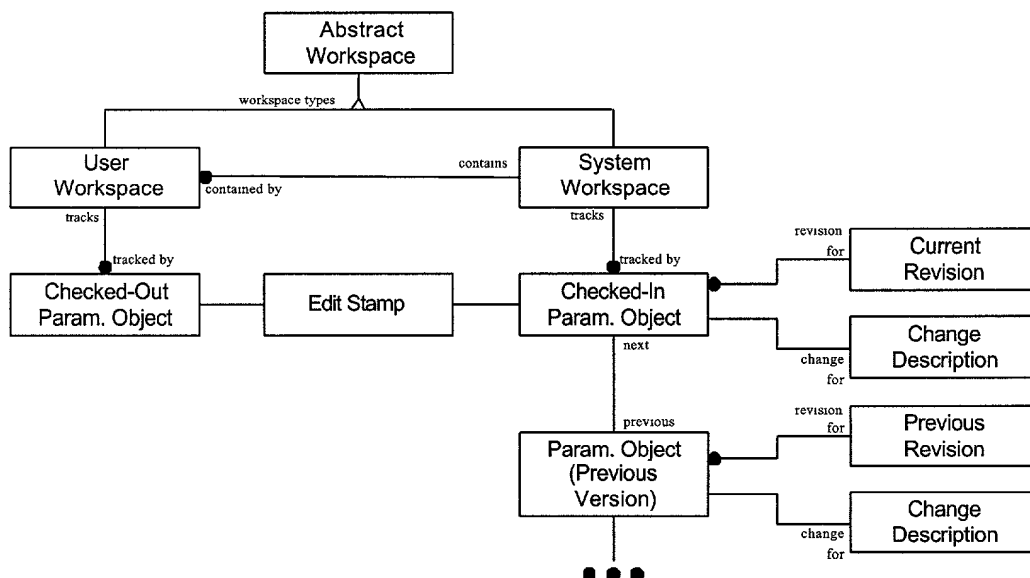 Abstract
Workspace
workspace types
User
Workspace
contained by
contains
System
Workspace
tracks
tracks
tracked by
tracked by
revision
for
Current
Revision
Checked-Out
Param. Object
Edit Stamp
Checked-In
Param. Object
next
change
for
Change
Description
previous
revision
for
Previous
Revision
Param. Object
(Previous
Version)
change
for
Change
Description